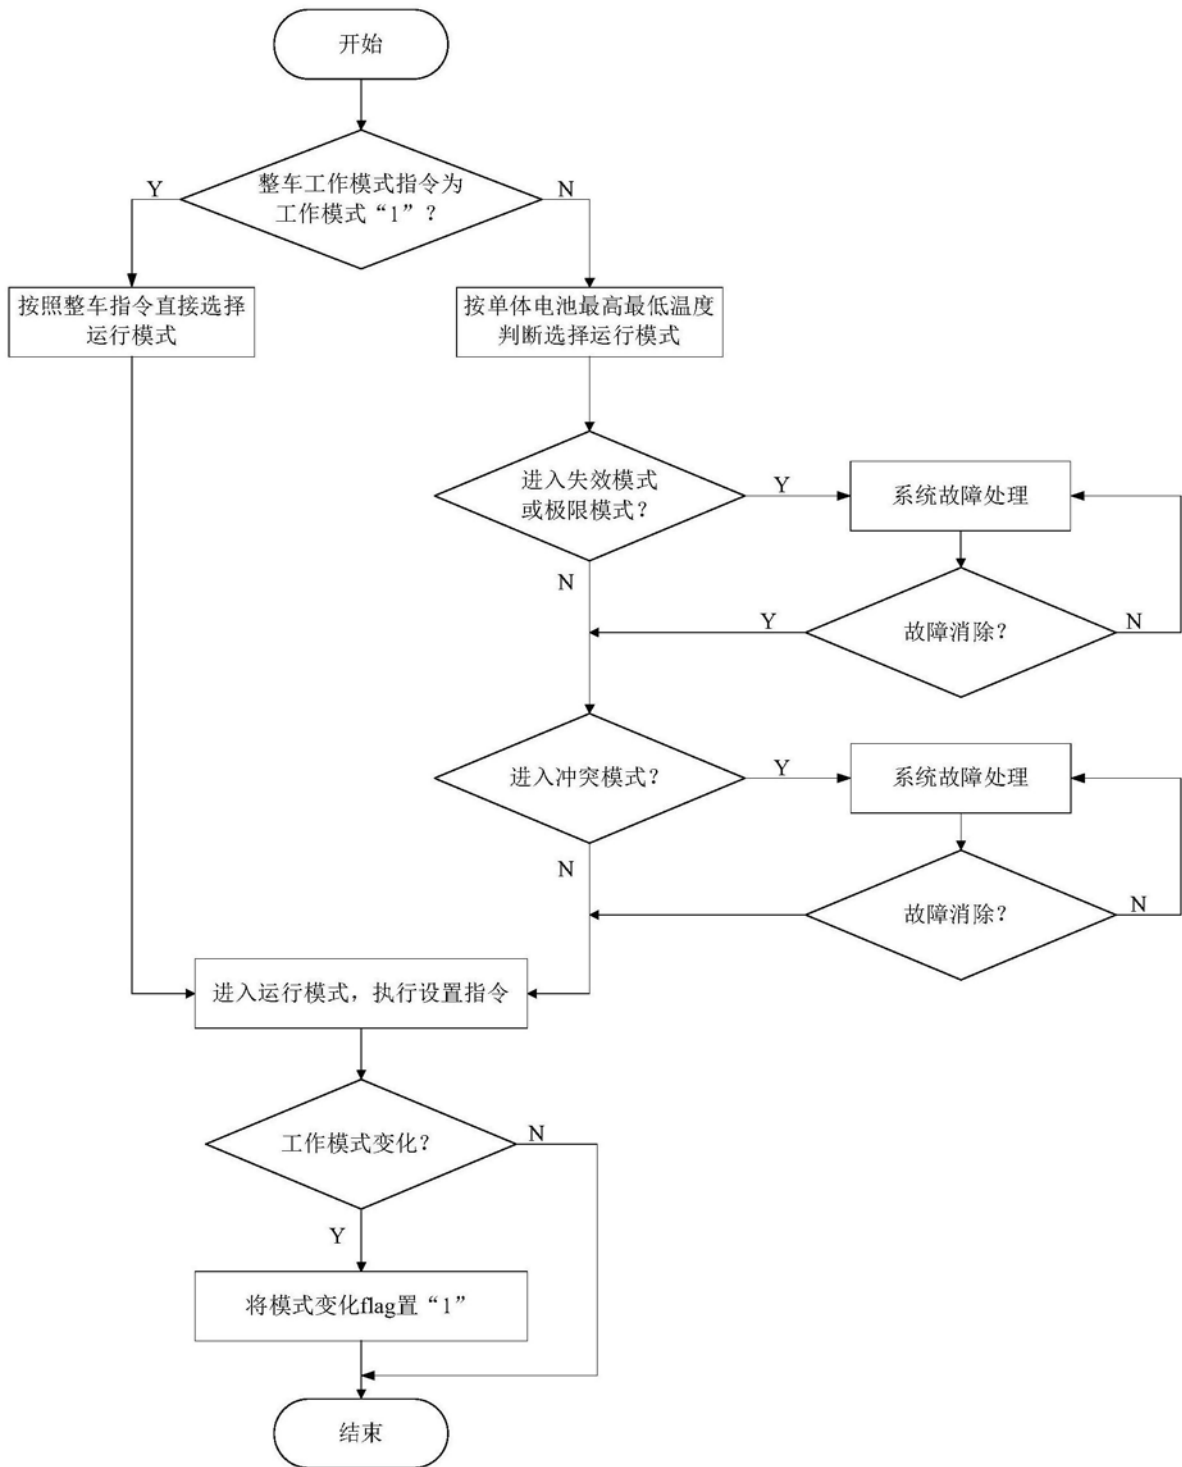 开始
整车工作模式指令为
工作模式“1”？
Y
N
按照整车指令直接选择
运行模式
按单体电池最高最低温度
判断选择运行模式
进入失效模式
或极限模式？
Y
系统故障处理
N
Y
故障消除？
N
进入冲突模式？
Y
系统故障处理
N
故障消除？
N
进入运行模式，执行设置指令
工作模式变化？
N
Y
将模式变化flag置“1”
结束